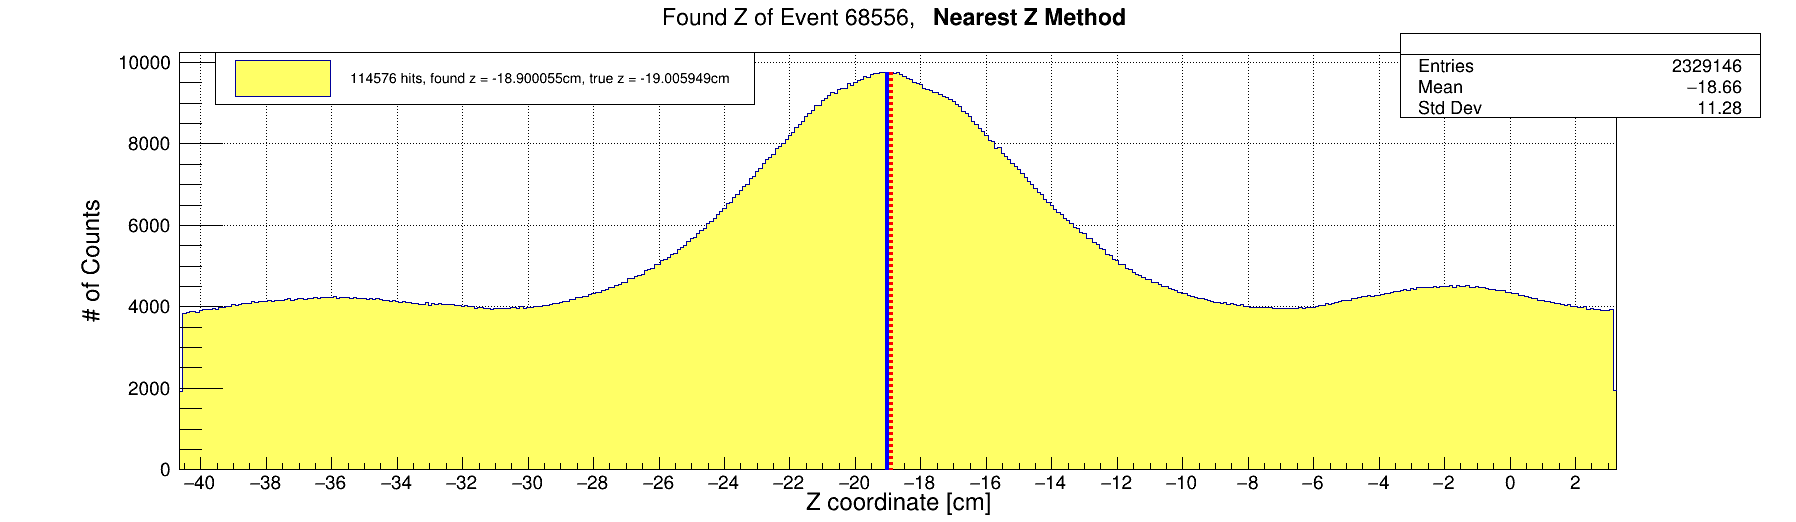 Found Z of Event 68556, Nearest Z Method
114576 hits, found z = -18.900055cm, true z = -19.005949cm
Entries 2329146
Mean −18.66
Std Dev 11.28
# of Counts
10000
8000
6000
4000
2000
0
−40 −38 −36 −34 −32 −30 −28 −26 −24 −22 −20 −18 −16 −14 −12 −10 −8 −6 −4 −2 0 2
Z coordinate [cm]